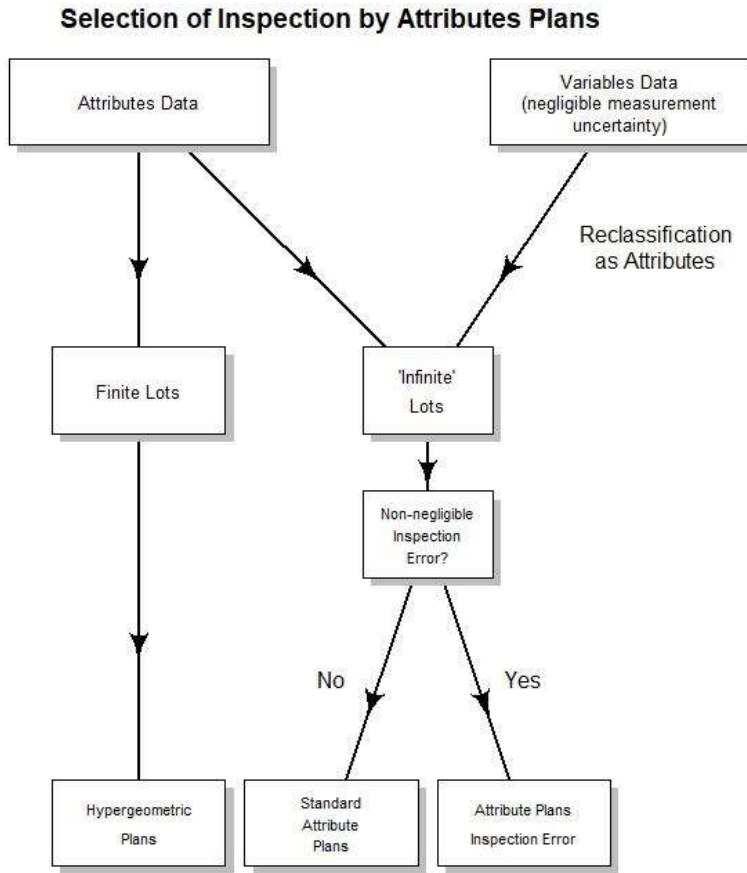 Selection of Inspection by Attributes Plans
Attributes Data
Variables Data
(negligible measurement
uncertainty)
Reclassification
as Attributes
Finite Lots
'Infinite'
Lots
Non-negligible
Inspection
Error?
No
Yes
Hypergeometric
Plans
Standard
Attribute
Plans
Attribute Plans
Inspection Error